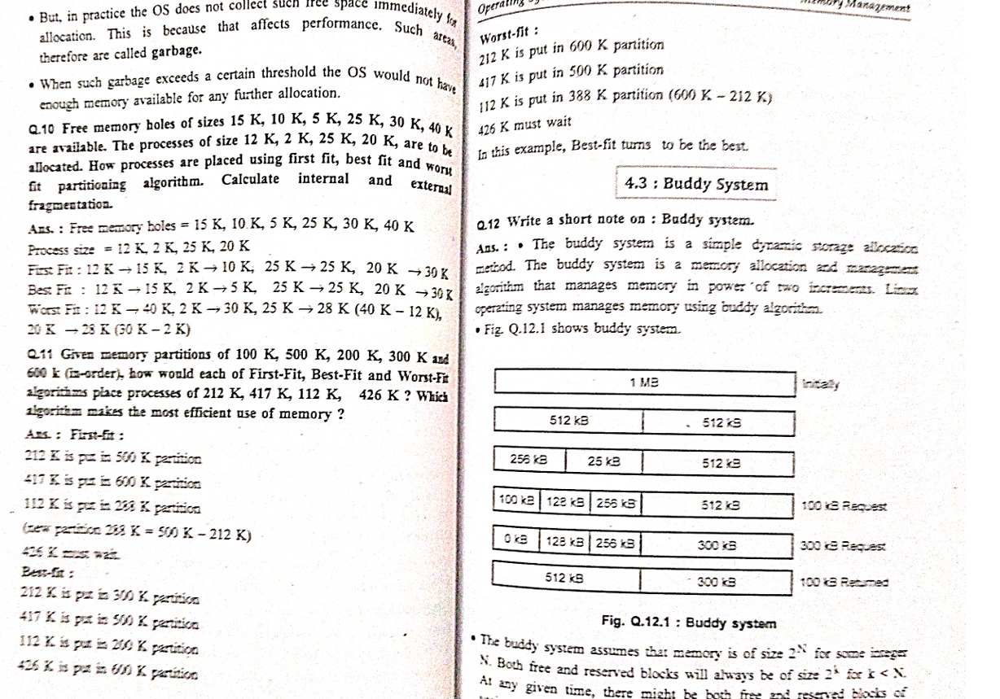 • But, in practice the OS does not collect such free space immediately for
allocation. This is because that affects performance. Such areas,
therefore are called garbage.
• When such garbage exceeds a certain threshold the OS would not have
enough memory available for any further allocation.
Q.10 Free memory holes of sizes 15 K, 10 K, 5 K, 25 K, 30 K, 40 K
are available. The processes of size 12 K, 2 K, 25 K, 20 K, are to be
allocated. How processes are placed using first fit, best fit and worst
fit partitioning algorithm. Calculate internal and external
fragmentation.
Ans. : Free memory holes = 15 K, 10 K, 5 K, 25 K, 30 K, 40 K
Process size = 12 K, 2 K, 25 K, 20 K
First Fit : 12 K → 15 K, 2 K → 10 K, 25 K → 25 K, 20 K → 30 K
Best Fit : 12 K → 15 K, 2 K → 5 K, 25 K → 25 K, 20 K → 30 K
Worst Fit : 12 K → 40 K, 2 K → 30 K, 25 K → 28 K (40 K – 12 K),
20 K → 28 K (30 K – 2 K)
Q.11 Given memory partitions of 100 K, 500 K, 200 K, 300 K and
600 k (in-order), how would each of First-Fit, Best-Fit and Worst-Fit
algorithms place processes of 212 K, 417 K, 112 K, 426 K ? Which
algorithm makes the most efficient use of memory ?
Ans. : First-fit :
212 K is put in 500 K partition
417 K is put in 600 K partition
112 K is put in 288 K partition
(new partition 288 K = 500 K – 212 K)
426 K must wait.
Best-fit :
212 K is put in 300 K partition
417 K is put in 500 K partition
112 K is put in 200 K partition
426 K is put in 600 K partition
Operating
Memory Management
Worst-fit :
212 K is put in 600 K partition
417 K is put in 500 K partition
112 K is put in 388 K partition (600 K – 212 K)
426 K must wait
In this example, Best-fit turns to be the best.
4.3 : Buddy System
Q.12 Write a short note on : Buddy system.
Ans. : • The buddy system is a simple dynamic storage allocation
method. The buddy system is a memory allocation and management
algorithm that manages memory in power of two increments. Linux
operating system manages memory using buddy algorithm.
• Fig. Q.12.1 shows buddy system.
1 MB Initially
512 kB 512 kB
256 kB 25 kB 512 kB
100 kB 128 kB 256 kB 512 kB 100 kB Request
0 kB 128 kB 256 kB 300 kB 300 kB Request
512 kB 300 kB 100 kB Returned
Fig. Q.12.1 : Buddy system
• The buddy system assumes that memory is of size 2^N for some integer
N. Both free and reserved blocks will always be of size 2^k for k < N.
At any given time, there might be both free and reserved blocks of